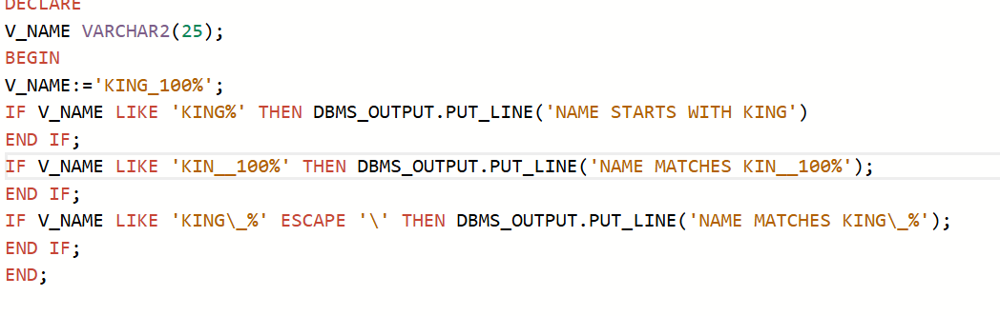 DECLARE
V_NAME VARCHAR2(25);
BEGIN
V_NAME:='KING_100%';
IF V_NAME LIKE 'KING%' THEN DBMS_OUTPUT.PUT_LINE('NAME STARTS WITH KING')
END IF;
IF V_NAME LIKE 'KIN__100%' THEN DBMS_OUTPUT.PUT_LINE('NAME MATCHES KIN__100%');
END IF;
IF V_NAME LIKE 'KING\_%' ESCAPE '\' THEN DBMS_OUTPUT.PUT_LINE('NAME MATCHES KING\_%');
END IF;
END;